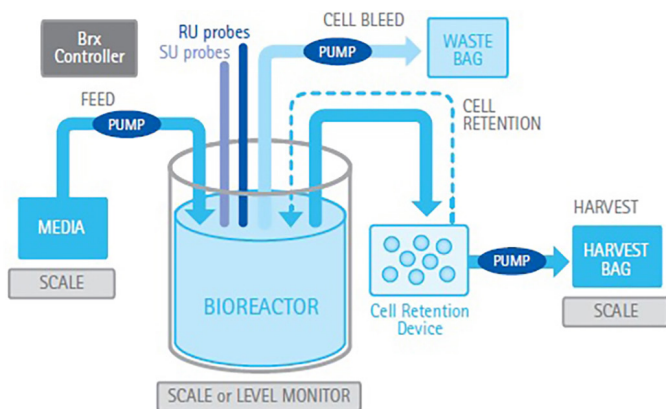 Brx
Controller
RU probes
SU probes
CELL BLEED
PUMP
WASTE
BAG
FEED
PUMP
CELL
RETENTION
MEDIA
SCALE
BIOREACTOR
SCALE or LEVEL MONITOR
Cell Retention
Device
PUMP
HARVEST
HARVEST
BAG
SCALE